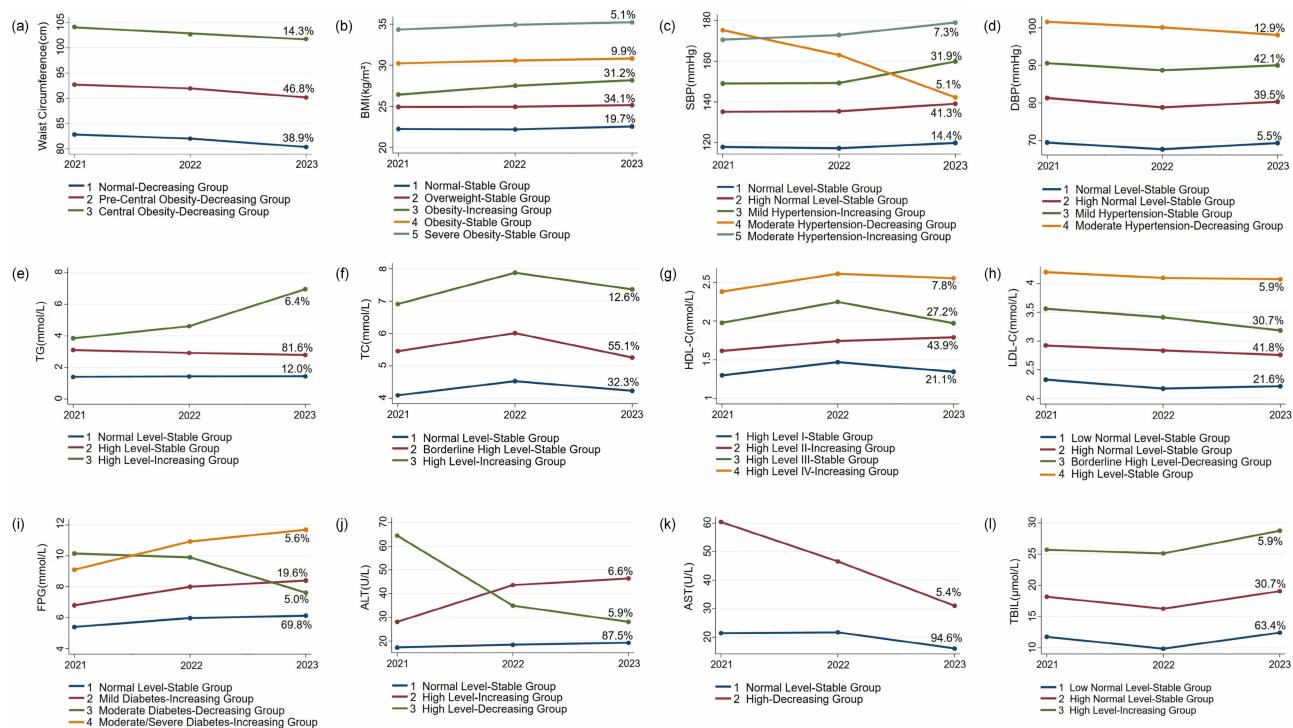 (a)
Waist Circumference(cm)
105
100
95
90
85
80
14.3%
46.8%
38.9%
2021 2022 2023
1 Normal-Decreasing Group
2 Pre-Central Obesity-Decreasing Group
3 Central Obesity-Decreasing Group
(b)
BMI(kg/m²)
35
30
25
20
5.1%
9.9%
31.2%
34.1%
19.7%
2021 2022 2023
1 Normal-Stable Group
2 Overweight-Stable Group
3 Obesity-Increasing Group
4 Obesity-Stable Group
5 Severe Obesity-Stable Group
(c)
SBP(mmHg)
180
160
140
120
7.3%
31.9%
5.1%
41.3%
14.4%
2021 2022 2023
1 Normal Level-Stable Group
2 High Normal Level-Stable Group
3 Mild Hypertension-Increasing Group
4 Moderate Hypertension-Decreasing Group
5 Moderate Hypertension-Increasing Group
(d)
DBP(mmHg)
100
90
80
70
12.9%
42.1%
39.5%
5.5%
2021 2022 2023
1 Normal Level-Stable Group
2 High Normal Level-Stable Group
3 Mild Hypertension-Stable Group
4 Moderate Hypertension-Decreasing Group
(e)
TG(mmol/L)
8
6
4
2
0
6.4%
81.6%
12.0%
2021 2022 2023
1 Normal Level-Stable Group
2 High Level-Stable Group
3 High Level-Increasing Group
(f)
TC(mmol/L)
8
7
6
5
4
12.6%
55.1%
32.3%
2021 2022 2023
1 Normal Level-Stable Group
2 Borderline High Level-Stable Group
3 High Level-Increasing Group
(g)
HDL-C(mmol/L)
2.5
2
1.5
1
7.8%
27.2%
43.9%
21.1%
2021 2022 2023
1 High Level I-Stable Group
2 High Level II-Increasing Group
3 High Level III-Stable Group
4 High Level IV-Increasing Group
(h)
LDL-C(mmol/L)
4
3.5
3
2.5
2
5.9%
30.7%
41.8%
21.6%
2021 2022 2023
1 Low Normal Level-Stable Group
2 High Normal Level-Stable Group
3 Borderline High Level-Decreasing Group
4 High Level-Stable Group
(i)
FPG(mmol/L)
12
10
8
6
4
5.6%
19.6%
5.0%
69.8%
2021 2022 2023
1 Normal Level-Stable Group
2 Mild Diabetes-Increasing Group
3 Moderate Diabetes-Decreasing Group
4 Moderate/Severe Diabetes-Increasing Group
(j)
ALT(U/L)
70
60
50
40
30
20
6.6%
5.9%
87.5%
2021 2022 2023
1 Normal Level-Stable Group
2 High Level-Increasing Group
3 High Level-Decreasing Group
(k)
AST(U/L)
60
50
40
30
20
5.4%
94.6%
2021 2022 2023
1 Normal Level-Stable Group
2 High-Decreasing Group
(l)
TBIL(μmol/L)
30
25
20
15
10
5.9%
30.7%
63.4%
2021 2022 2023
1 Low Normal Level-Stable Group
2 High Normal Level-Stable Group
3 High Level-Increasing Group